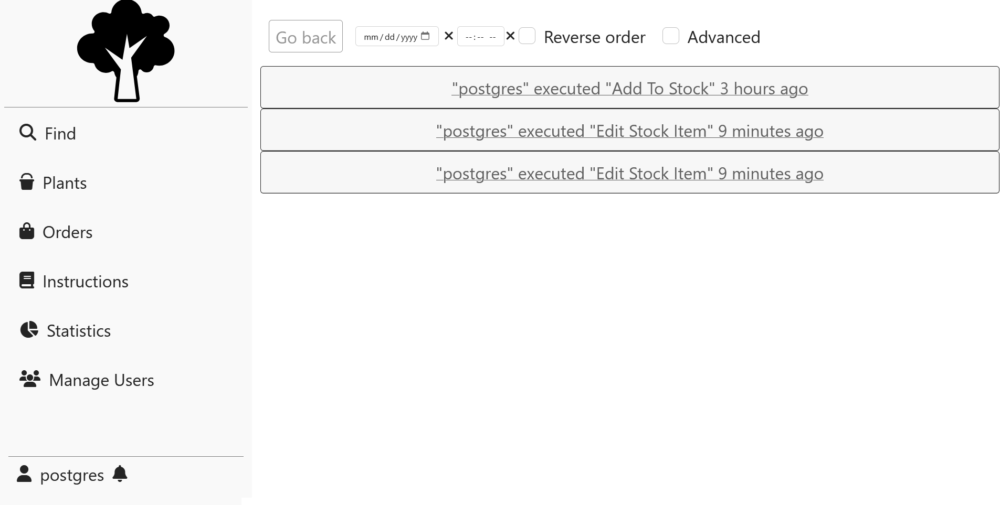 Go back mm/dd/yyyy --:-- -- Reverse order Advanced
"postgres" executed "Add To Stock" 3 hours ago
"postgres" executed "Edit Stock Item" 9 minutes ago
"postgres" executed "Edit Stock Item" 9 minutes ago
Find
Plants
Orders
Instructions
Statistics
Manage Users
postgres